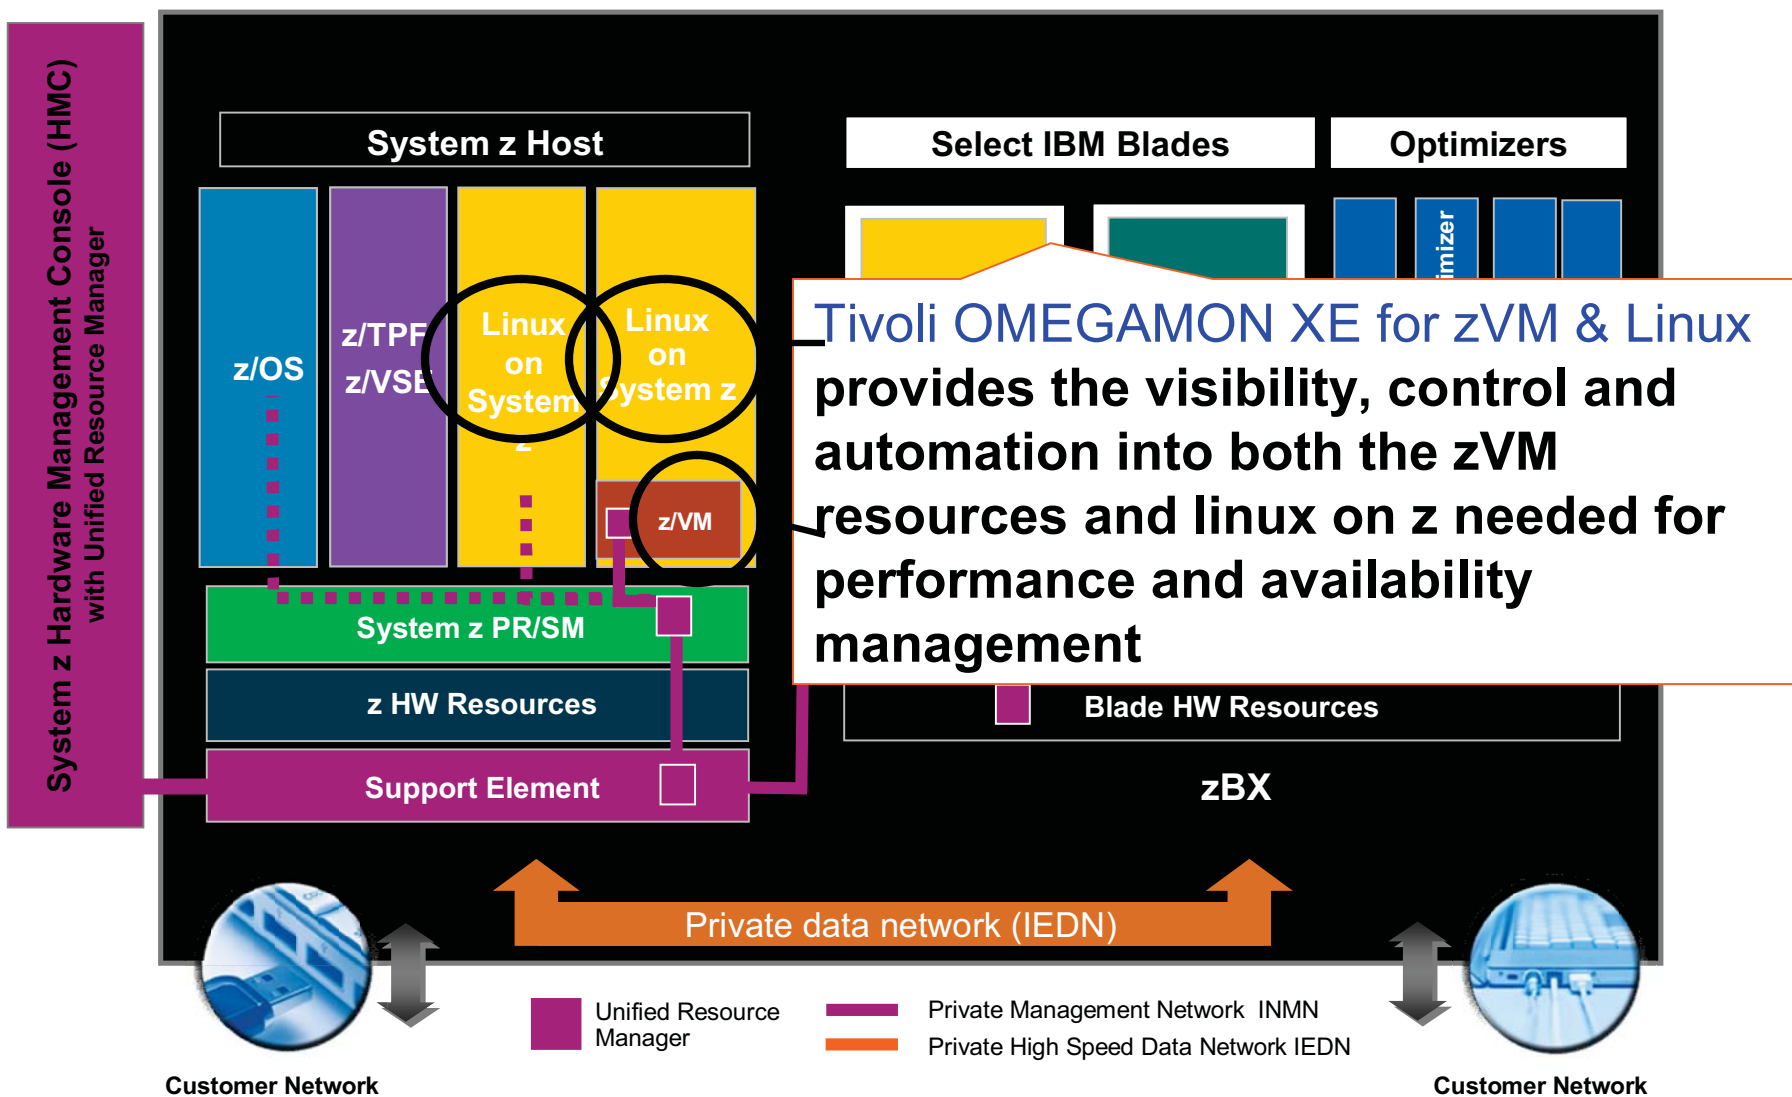 System z Hardware Management Console (HMC)
with Unified Resource Manager
System z Host
Select IBM Blades
Optimizers
z/OS
z/TPF
z/VSE
Linux
on
System
z
Linux
on
System z
z/VM
mizer
Tivoli OMEGAMON XE for zVM & Linux
provides the visibility, control and
automation into both the zVM
resources and linux on z needed for
performance and availability
management
System z PR/SM
z HW Resources
Support Element
Blade HW Resources
zBX
Private data network (IEDN)
Unified Resource
Manager
Private Management Network INMN
Private High Speed Data Network IEDN
Customer Network
Customer Network